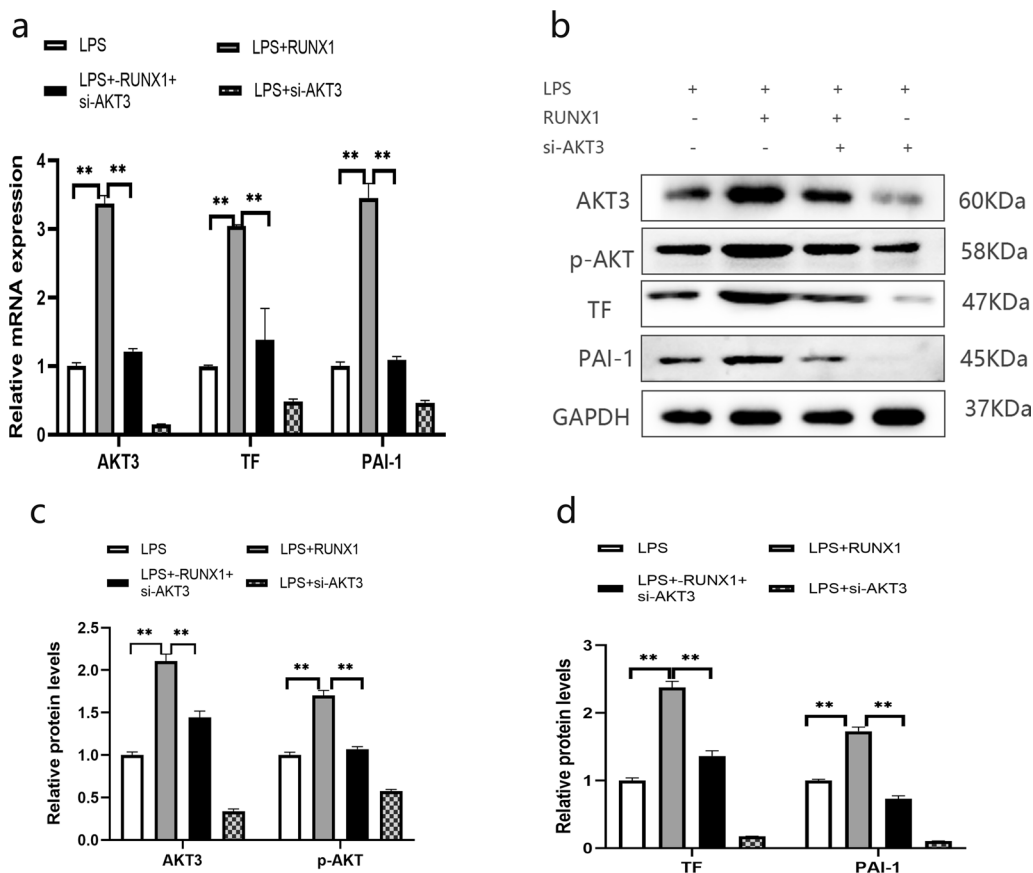 a
LPS
LPS+RUNX1
LPS+-RUNX1+
si-AKT3
LPS+si-AKT3
Relative mRNA expression
4
3
2
1
0
** ** ** ** ** **
AKT3 TF PAI-1
b
LPS + + + +
RUNX1 - + + -
si-AKT3 - - + +
AKT3 60KDa
p-AKT 58KDa
TF 47KDa
PAI-1 45KDa
GAPDH 37KDa
c
LPS
LPS+RUNX1
LPS+-RUNX1+
si-AKT3
LPS+si-AKT3
Relative protein levels
2.5
2.0
1.5
1.0
0.5
0.0
** ** ** **
AKT3 p-AKT
d
LPS
LPS+RUNX1
LPS+-RUNX1+
si-AKT3
LPS+si-AKT3
Relative protein levels
3
2
1
0
** ** ** **
TF PAI-1